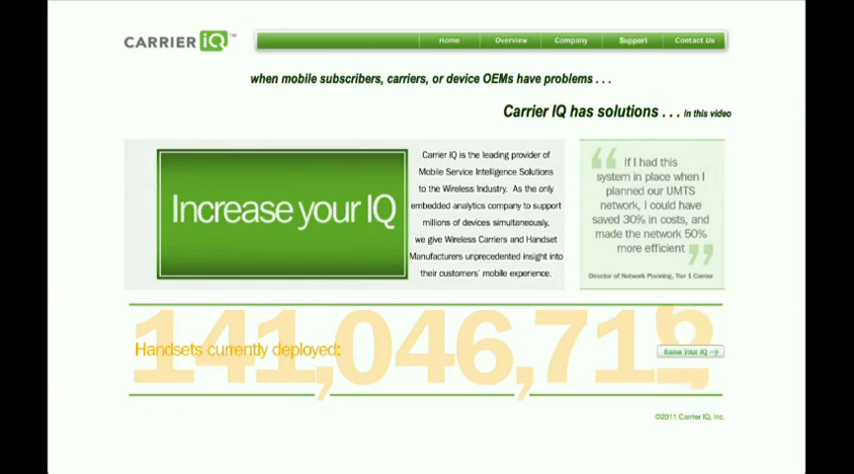 CARRIER iQ™
Home Overview Company Support Contact Us
when mobile subscribers, carriers, or device OEMs have problems . . .
Carrier IQ has solutions . . . in this video
Increase your IQ
Carrier IQ is the leading provider of
Mobile Service Intelligence Solutions
to the Wireless Industry. As the only
embedded analytics company to support
millions of devices simultaneously,
we give Wireless Carriers and Handset
Manufacturers unprecedented insight into
their customers' mobile experience.
“ If I had this
system in place when I
planned our UMTS
network, I could have
saved 30% in costs, and
made the network 50%
more efficient ”
Director of Network Planning, Tier 1 Carrier
Handsets currently deployed:
141,046,71
Raise Your IQ →
©2011 Carrier IQ, Inc.